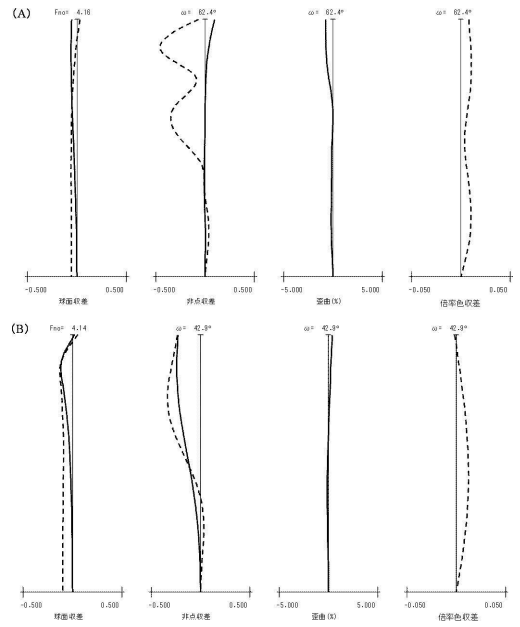 (A)
Fno= 4.16 ω= 62.4° ω= 62.4° ω= 62.4°
-0.500 0.500 -0.500 0.500 -5.000 5.000 -0.050 0.050
球面収差 非点収差 歪曲(%) 倍率色収差
(B)
Fno= 4.14 ω= 42.9° ω= 42.9° ω= 42.9°
-0.500 0.500 -0.500 0.500 -5.000 5.000 -0.050 0.050
球面収差 非点収差 歪曲(%) 倍率色収差